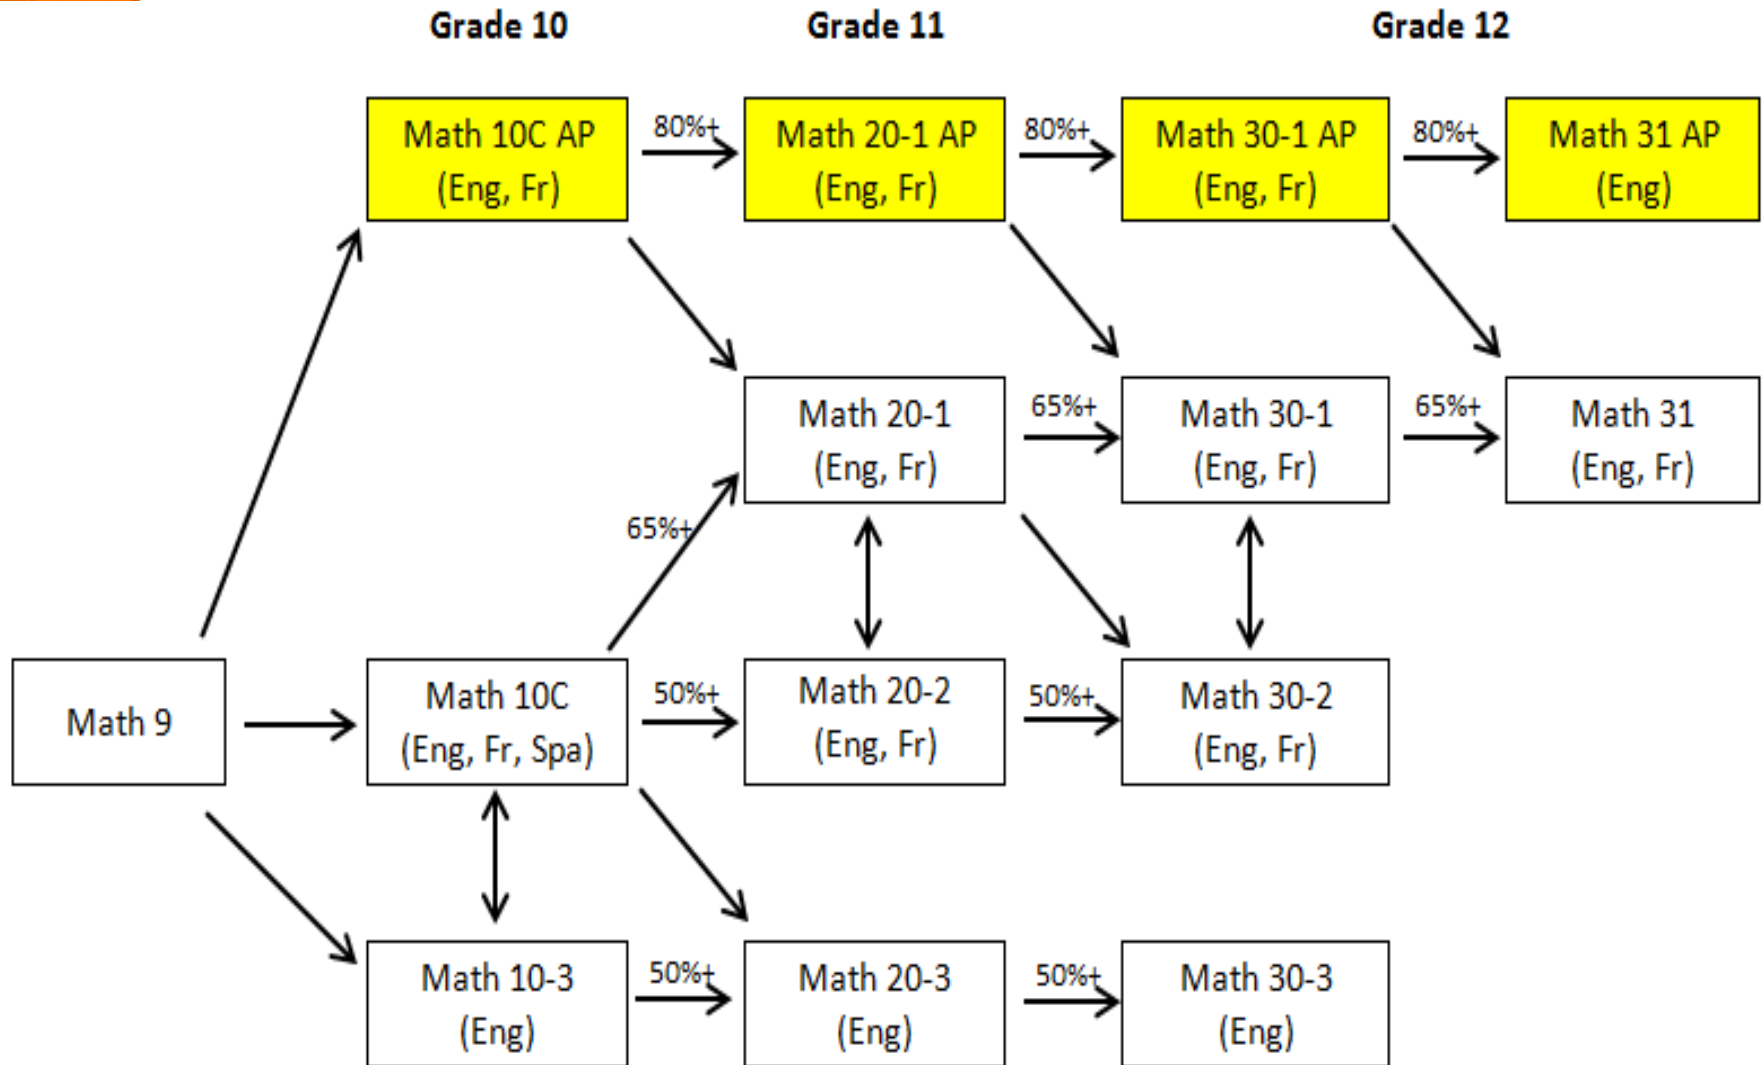 Grade 10
Grade 11
Grade 12
Math 10C AP
(Eng, Fr)
80%+
Math 20-1 AP
(Eng, Fr)
80%+
Math 30-1 AP
(Eng, Fr)
80%+
Math 31 AP
(Eng)
Math 20-1
(Eng, Fr)
65%+
Math 30-1
(Eng, Fr)
65%+
Math 31
(Eng, Fr)
65%+
Math 9
Math 10C
(Eng, Fr, Spa)
50%+
Math 20-2
(Eng, Fr)
50%+
Math 30-2
(Eng, Fr)
Math 10-3
(Eng)
50%+
Math 20-3
(Eng)
50%+
Math 30-3
(Eng)